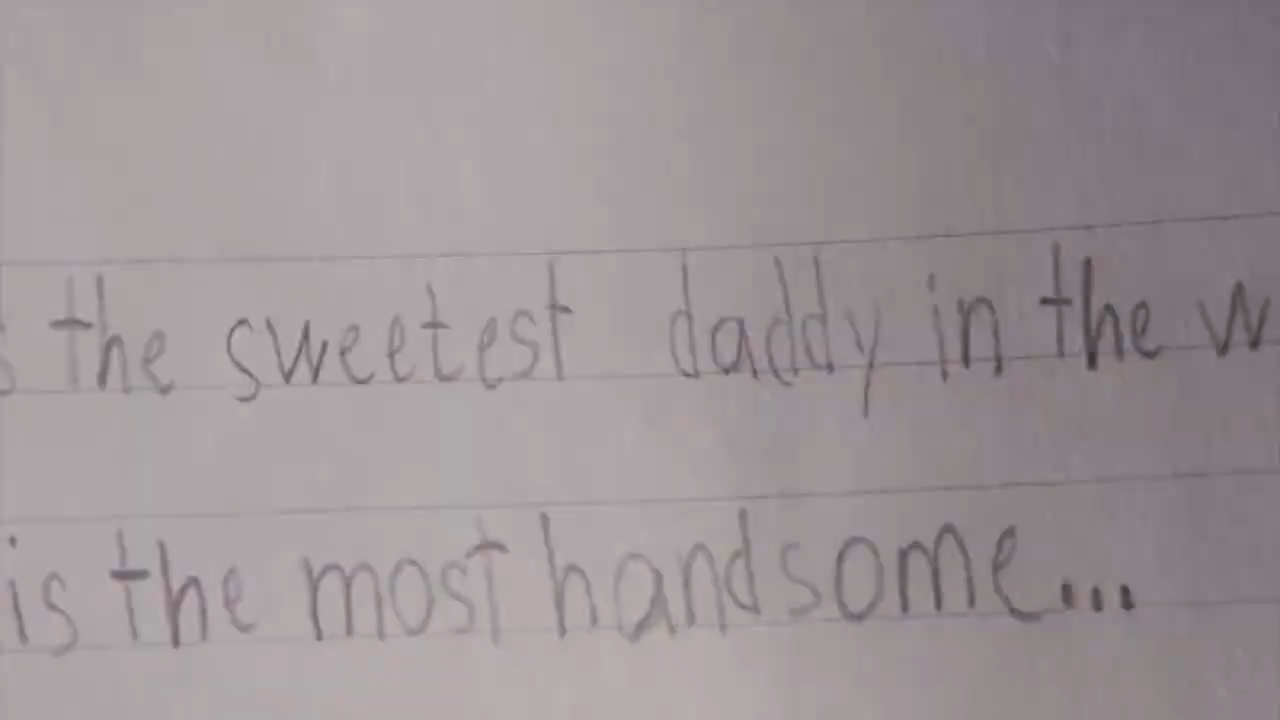 s the sweetest daddy in the w
is the most handsome...